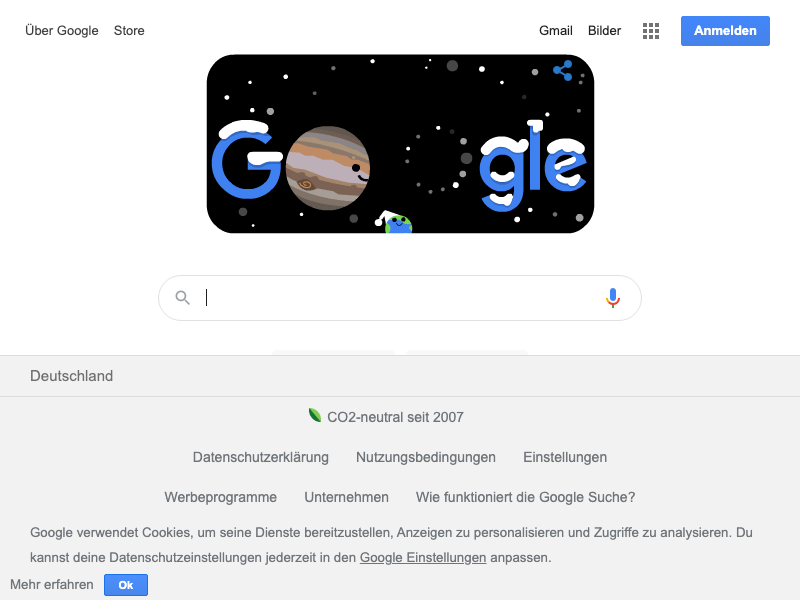 Über Google Store Gmail Bilder Anmelden
Google
Deutschland
CO2-neutral seit 2007
Datenschutzerklärung Nutzungsbedingungen Einstellungen
Werbeprogramme Unternehmen Wie funktioniert die Google Suche?
Google verwendet Cookies, um seine Dienste bereitzustellen, Anzeigen zu personalisieren und Zugriffe zu analysieren. Du
kannst deine Datenschutzeinstellungen jederzeit in den Google Einstellungen anpassen.
Mehr erfahren Ok